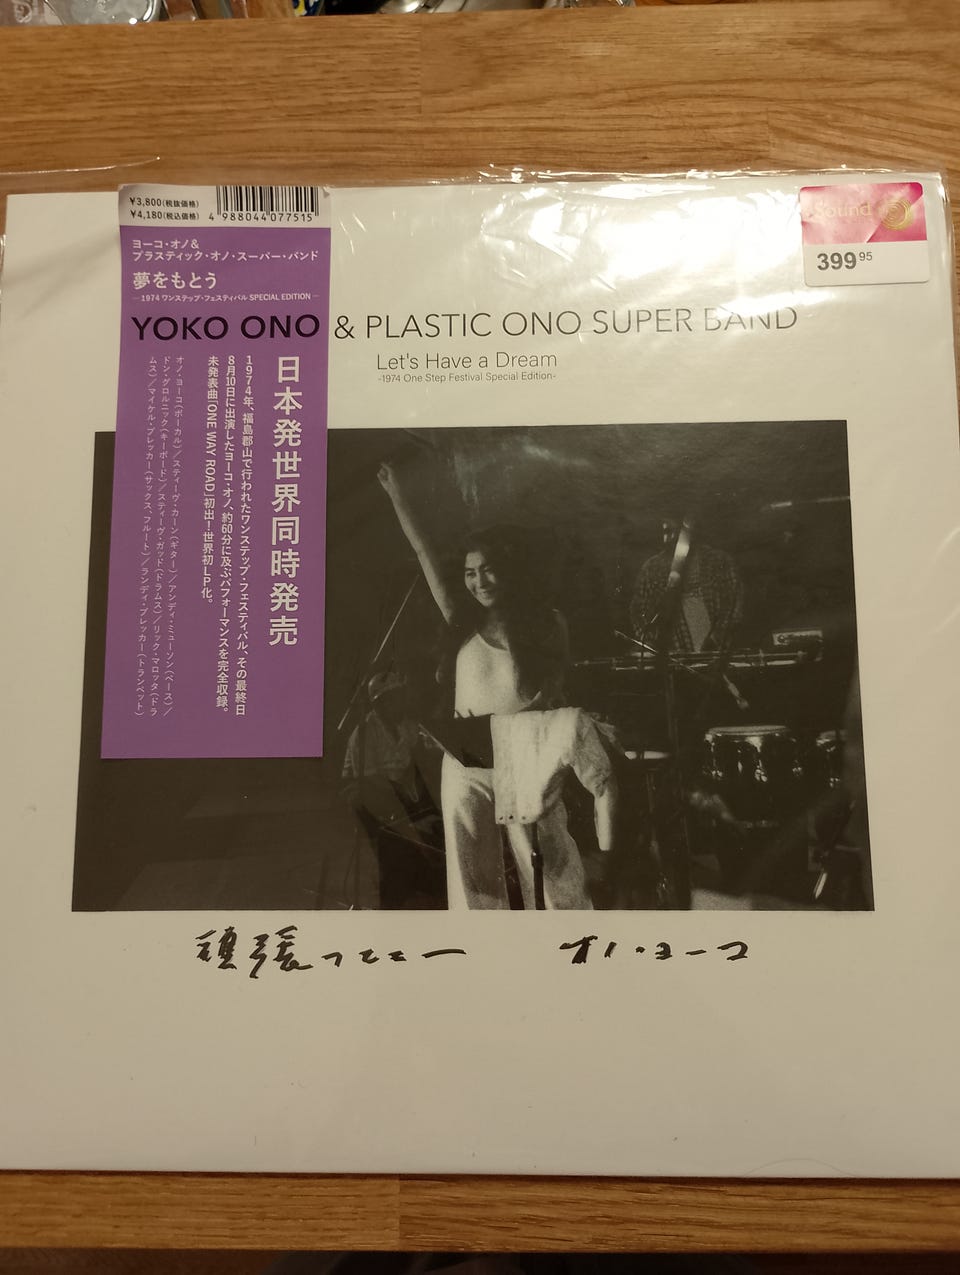 ¥3,800(税抜価格)
¥4,180(税込価格)
4 988044 077515
ヨーコ・オノ&
プラスティック・オノ・スーパー・バンド
夢をもとう
-1974 ワンステップ・フェスティバル SPECIAL EDITION-
Sound
399 95
YOKO ONO & PLASTIC ONO SUPER BAND
Let's Have a Dream
-1974 One Step Festival Special Edition-
日本発世界同時発売
1974年、福島郡山で行われたワンステップ・フェスティバル、その最終日
8月10日に出演したヨーコ・オノ、約60分に及ぶパフォーマンスを完全収録。
未発表曲「ONE WAY ROAD」初出!世界初LP化。
オノ・ヨーコ(ボーカル)/スティーヴ・カーン(ギター)/アンディ・ミューソン(ベース)/
ドン・グロルニック(キーボード)/スティーヴ・ガッド(ドラムス)/リック・マロッタ(ドラ
ムス)/マイケル・ブレッカー(サックス、フルート)/ランディ・ブレッカー(トランペット)
オノ・ヨーコ